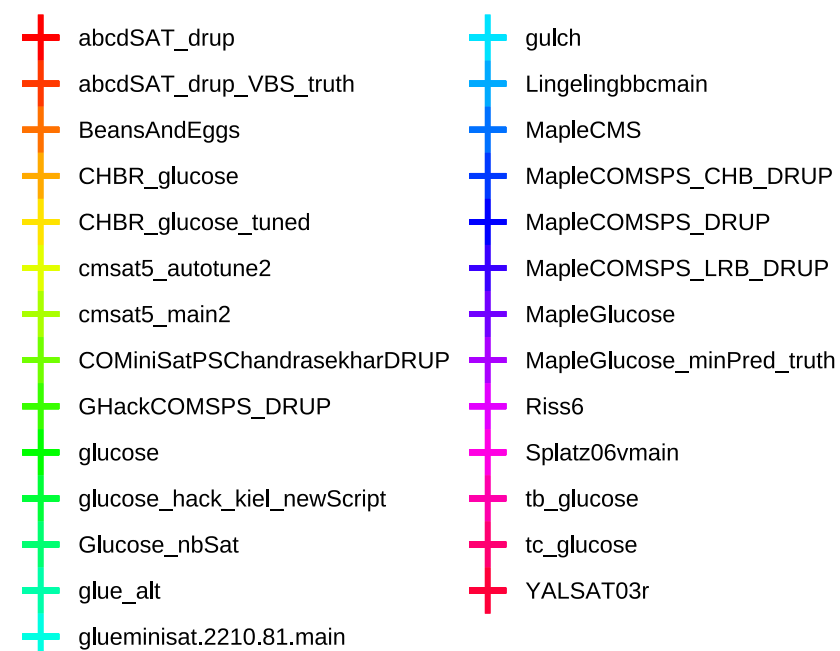 abcdSAT_drup
abcdSAT_drup_VBS_truth
BeansAndEggs
CHBR_glucose
CHBR_glucose_tuned
cmsat5_autotune2
cmsat5_main2
COMiniSatPSChandrasekharDRUP
GHackCOMSPS_DRUP
glucose
glucose_hack_kiel_newScript
Glucose_nbSat
glue_alt
glueminisat.2210.81.main
gulch
Lingelingbbcmain
MapleCMS
MapleCOMSPS_CHB_DRUP
MapleCOMSPS_DRUP
MapleCOMSPS_LRB_DRUP
MapleGlucose
MapleGlucose_minPred_truth
Riss6
Splatz06vmain
tb_glucose
tc_glucose
YALSAT03r